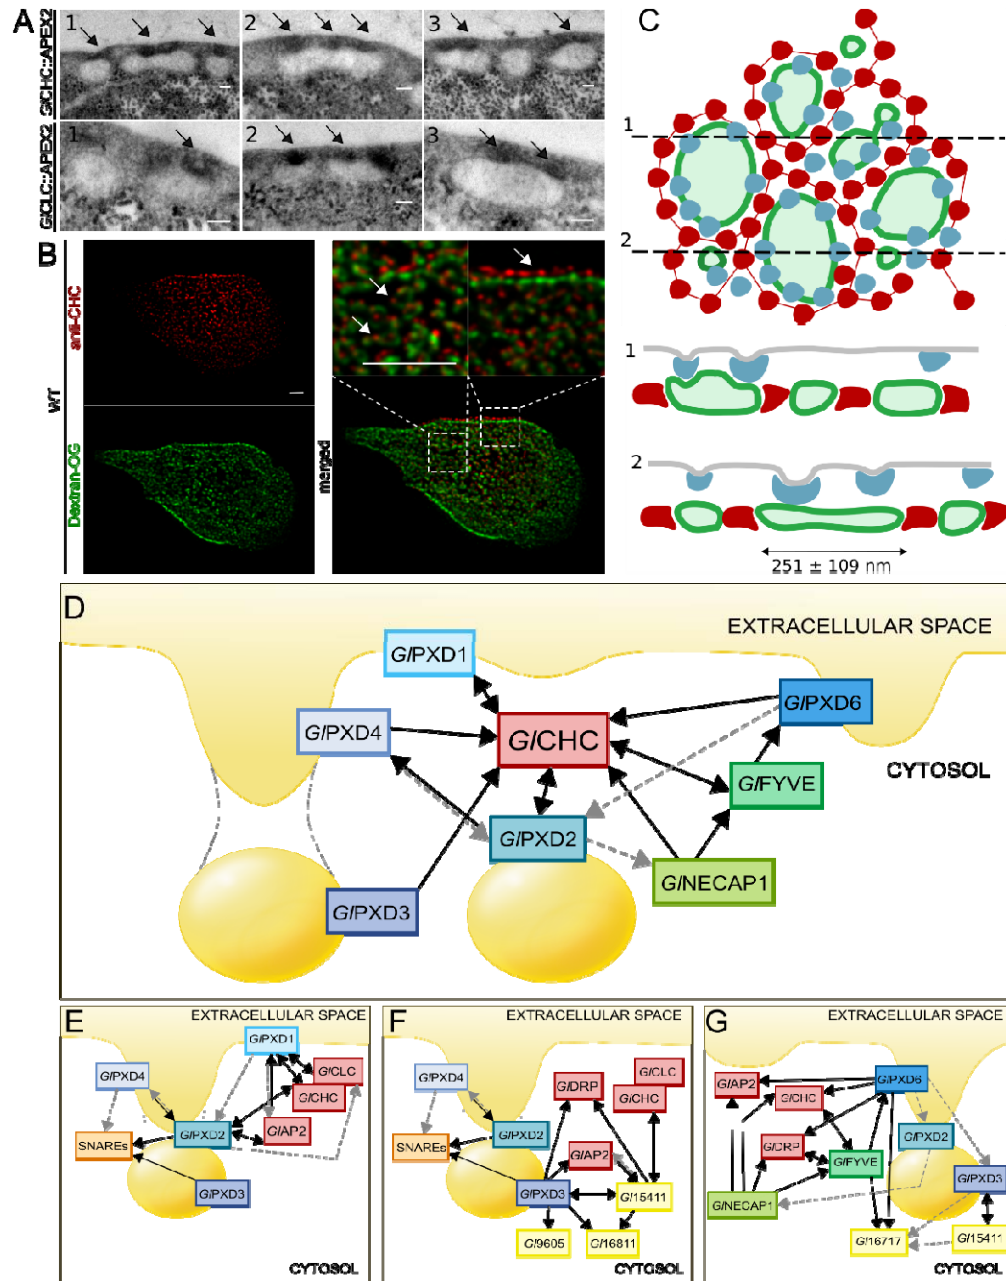 A
GlCHC::APEX2
1
2
3
GlCLC::APEX2
1
2
3
B
WT
anti-CHC
Dextran-OG
merged
C
1
2
1
2
251 ± 109 nm
D
EXTRACELLULAR SPACE
GlPXD1
GlPXD6
GlPXD4
GlCHC
CYTOSOL
GlFYVE
GlPXD2
GlNECAP1
GlPXD3
E
EXTRACELLULAR SPACE
GlPXD1
GlCLC
GlPXD4
GlCHC
GlPXD2
GlAP2
SNAREs
GlPXD3
CYTOSOL
F
EXTRACELLULAR SPACE
GlCLC
GlPXD4
GlDRP
GlCHC
GlPXD2
SNAREs
GlAP2
GlPXD3
Gl15411
Gl9605
Gl16811
CYTOSOL
G
EXTRACELLULAR SPACE
GlAP2
GlPXD6
GlCHC
GlPXD2
GlDRP
GlFYVE
GlPXD3
GlNECAP1
Gl16717
Gl15411
CYTOSOL